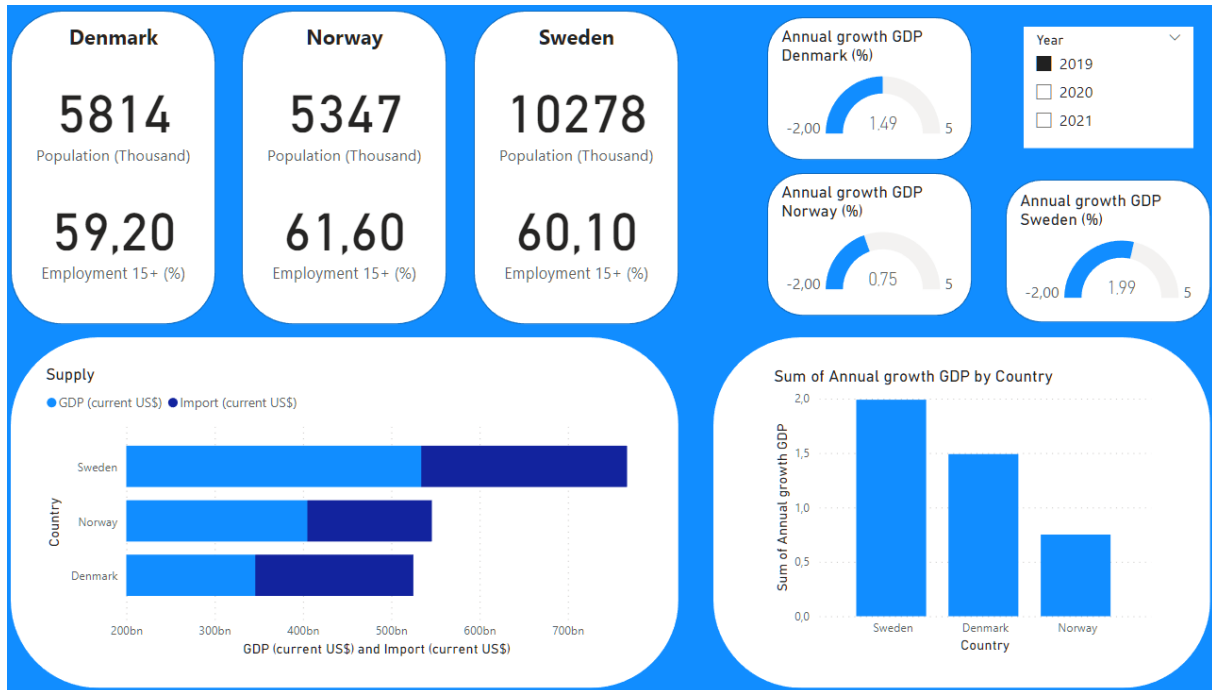 Denmark
5814
Population (Thousand)
59,20
Employment 15+ (%)
Norway
5347
Population (Thousand)
61,60
Employment 15+ (%)
Sweden
10278
Population (Thousand)
60,10
Employment 15+ (%)
Annual growth GDP
Denmark (%)
-2,00
1.49
5
Year
2019
2020
2021
Annual growth GDP
Norway (%)
-2,00
0.75
5
Annual growth GDP
Sweden (%)
-2,00
1.99
5
Supply
GDP (current US$) Import (current US$)
Country
Sweden
Norway
Denmark
200bn 300bn 400bn 500bn 600bn 700bn
GDP (current US$) and Import (current US$)
Sum of Annual growth GDP by Country
Sum of Annual growth GDP
2,0
1,5
1,0
0,5
0,0
Sweden Denmark Norway
Country